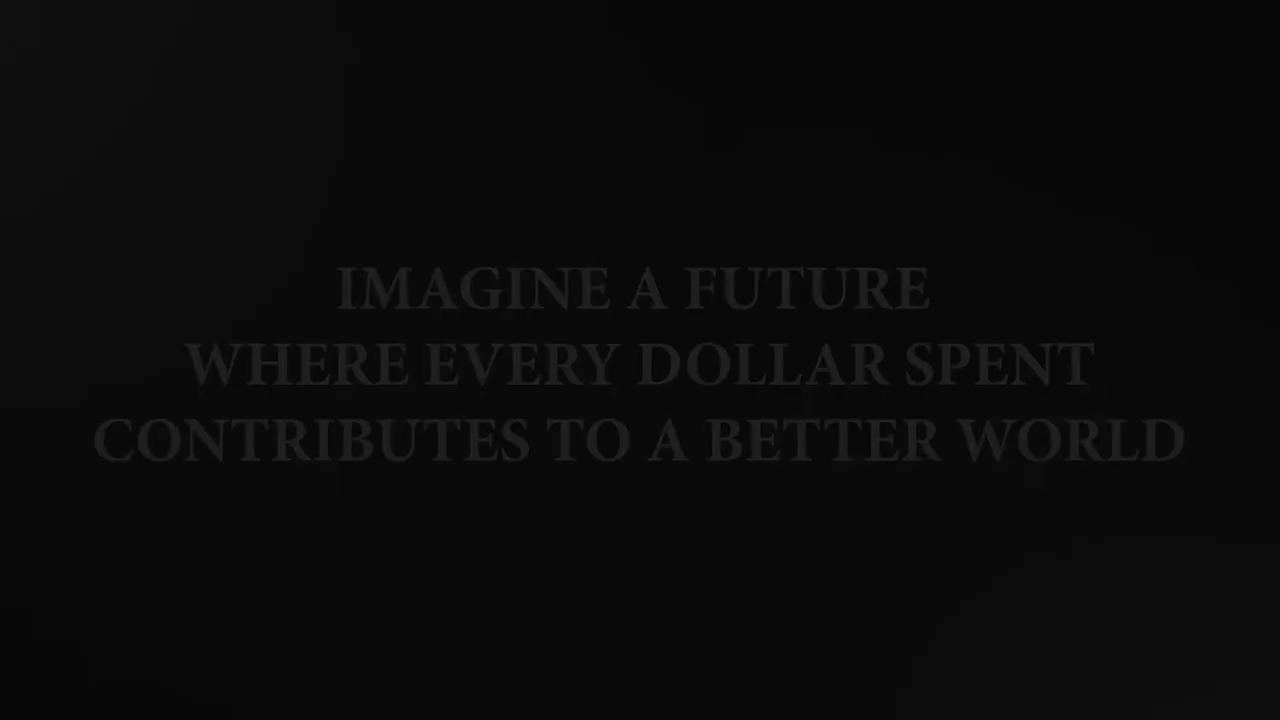 IMAGINE A FUTURE
WHERE EVERY DOLLAR SPENT
CONTRIBUTES TO A BETTER WORLD